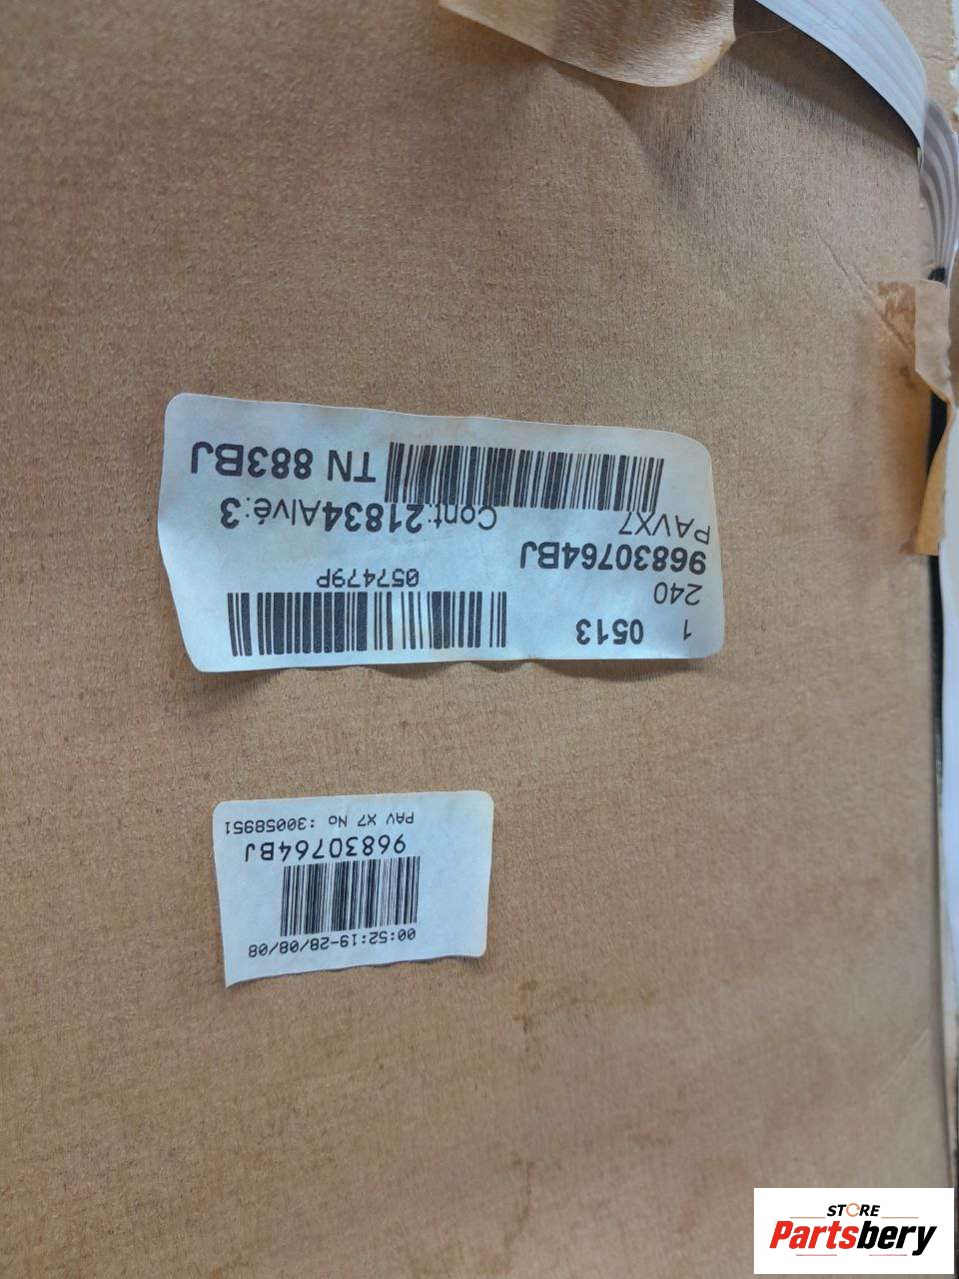 1 0513
240 057479P
96830764BJ
PAVX7 Cont:21834Alvé:3
TN 883BJ
00:52:19-28/08/08
96830764BJ
PAV X7 No :30058951
STORE
Partsbery